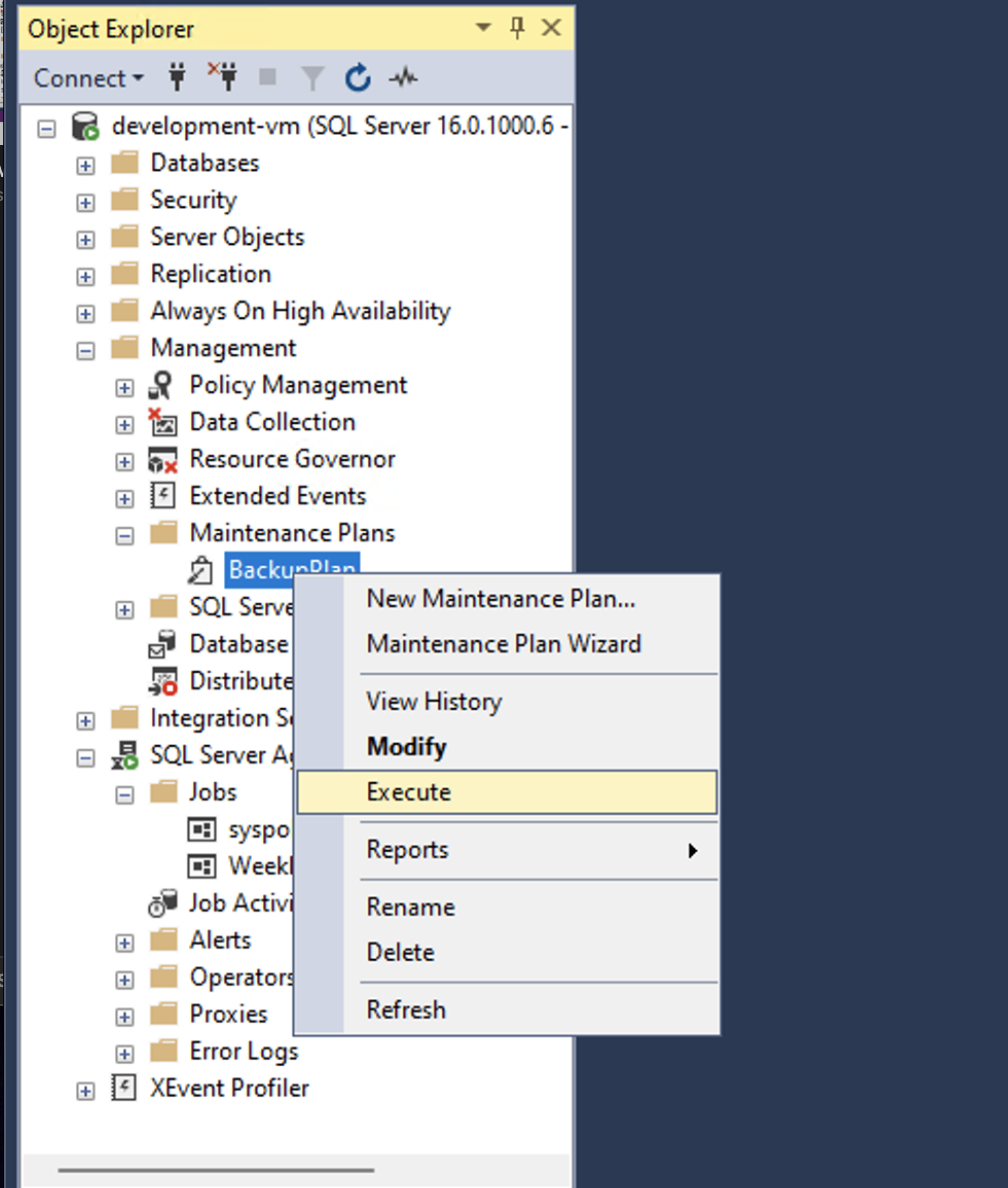 Object Explorer
Connect
development-vm (SQL Server 16.0.1000.6 -
Databases
Security
Server Objects
Replication
Always On High Availability
Management
Policy Management
Data Collection
Resource Governor
Extended Events
Maintenance Plans
BackupPlan
SQL Serve
Database
Distribute
Integration Se
SQL Server Ag
Jobs
syspo
Weekl
Job Activi
Alerts
Operators
Proxies
Error Logs
XEvent Profiler
New Maintenance Plan...
Maintenance Plan Wizard
View History
Modify
Execute
Reports
Rename
Delete
Refresh